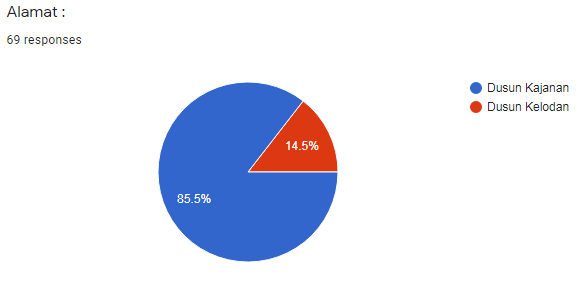 Alamat :
69 responses
Dusun Kajanan
Dusun Kelodan
14.5%
85.5%